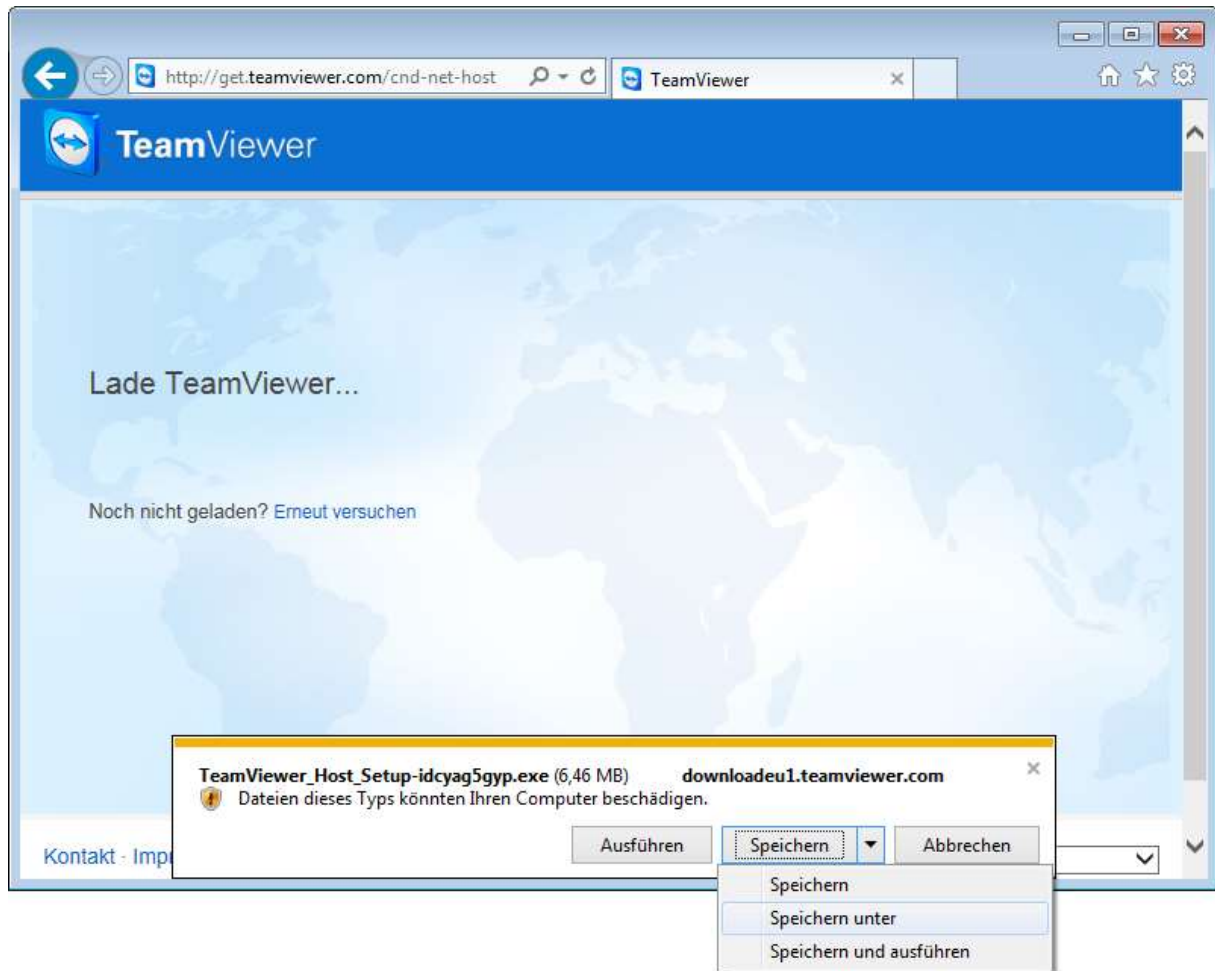 http://get.teamviewer.com/cnd-net-host
TeamViewer
TeamViewer
Lade TeamViewer...
Noch nicht geladen? Erneut versuchen
TeamViewer_Host_Setup-idcyag5gyp.exe (6,46 MB) downloadeu1.teamviewer.com
Dateien dieses Typs könnten Ihren Computer beschädigen.
Ausführen Speichern Abbrechen
Kontakt · Imp
Speichern
Speichern unter
Speichern und ausführen